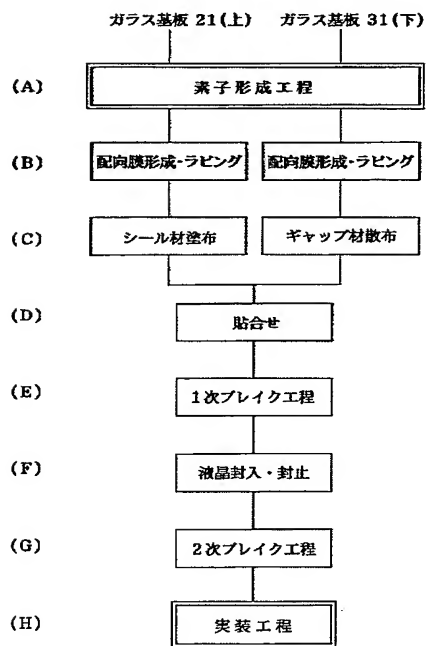 ガラス基板 21(上) ガラス基板 31(下)
(A) 素子形成工程
(B) 配向膜形成・ラビング 配向膜形成・ラビング
(C) シール材塗布 ギャップ材散布
(D) 貼合せ
(E) 1次ブレイク工程
(F) 液晶封入・封止
(G) 2次ブレイク工程
(H) 実装工程